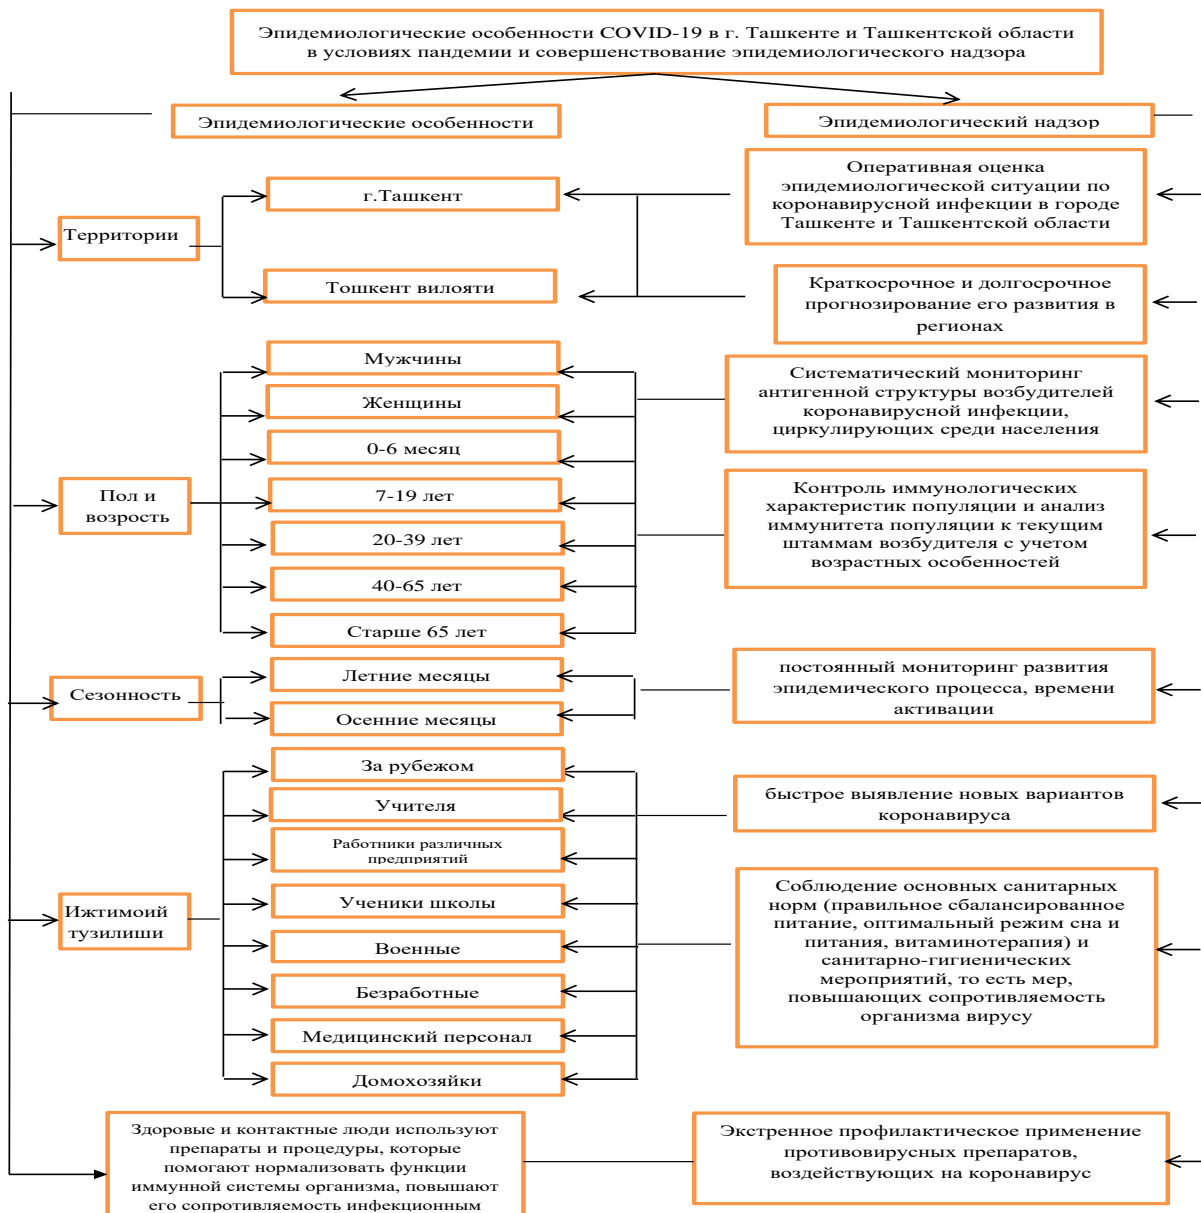 Эпидемиологические особенности COVID-19 в г. Ташкенте и Ташкентской области
в условиях пандемии и совершенствование эпидемиологического надзора
Эпидемиологические особенности
Эпидемиологический надзор
Территории
г.Ташкент
Тошкент вилояти
Оперативная оценка
эпидемиологической ситуации по
коронавирусной инфекции в городе
Ташкенте и Ташкентской области
Краткосрочное и долгосрочное
прогнозирование его развития в
регионах
Пол и
возрость
Мужчины
Женщины
0-6 месяц
7-19 лет
20-39 лет
40-65 лет
Старше 65 лет
Систематический мониторинг
антигенной структуры возбудителей
коронавирусной инфекции,
циркулирующих среди населения
Контроль иммунологических
характеристик популяции и анализ
иммунитета популяции к текущим
штаммам возбудителя с учетом
возрастных особенностей
Сезонность
Летние месяцы
Осенние месяцы
постоянный мониторинг развития
эпидемического процесса, времени
активации
Ижтимоий
тузилиши
За рубежом
Учителя
Работники различных
предприятий
Ученики школы
Военные
Безработные
Медицинский персонал
Домохозяйки
быстрое выявление новых вариантов
коронавируса
Соблюдение основных санитарных
норм (правильное сбалансированное
питание, оптимальный режим сна и
питания, витаминотерапия) и
санитарно-гигиенических
мероприятий, то есть мер,
повышающих сопротивляемость
организма вирусу
Здоровые и контактные люди используют
препараты и процедуры, которые
помогают нормализовать функции
иммунной системы организма, повышают
его сопротивляемость инфекционным
Экстренное профилактическое применение
противовирусных препаратов,
воздействующих на коронавирус